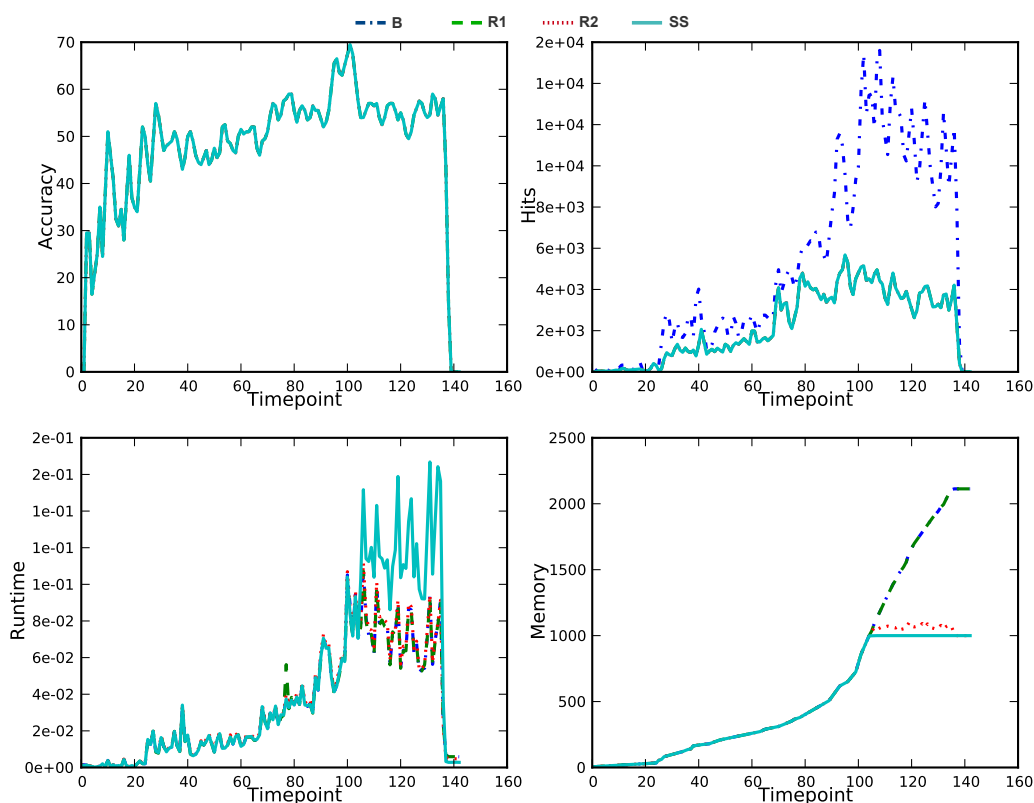 B R1 R2 SS
70
60
50
40
30
20
10
0
Accuracy
0 20 40 60 80 100 120 140 160
Timepoint
2e+04
2e+04
1e+04
1e+04
8e+03
6e+03
4e+03
2e+03
0e+00
Hits
0 20 40 60 80 100 120 140 160
Timepoint
2e-01
2e-01
1e-01
1e-01
1e-01
8e-02
6e-02
4e-02
2e-02
0e+00
Runtime
0 20 40 60 80 100 120 140 160
Timepoint
2500
2000
1500
1000
500
0
Memory
0 20 40 60 80 100 120 140 160
Timepoint